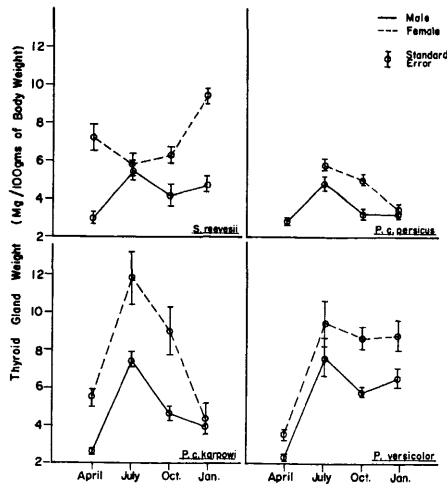 Male
Female
Standard
Error
12
10
8
6
4
2
S. reevesii
P. c. persicus
Thyroid Gland Weight (Mg/100gms of Body Weight)
12
10
8
6
4
2
P. c. karpowi
P. versicolor
April July Oct. Jan. April July Oct. Jan.